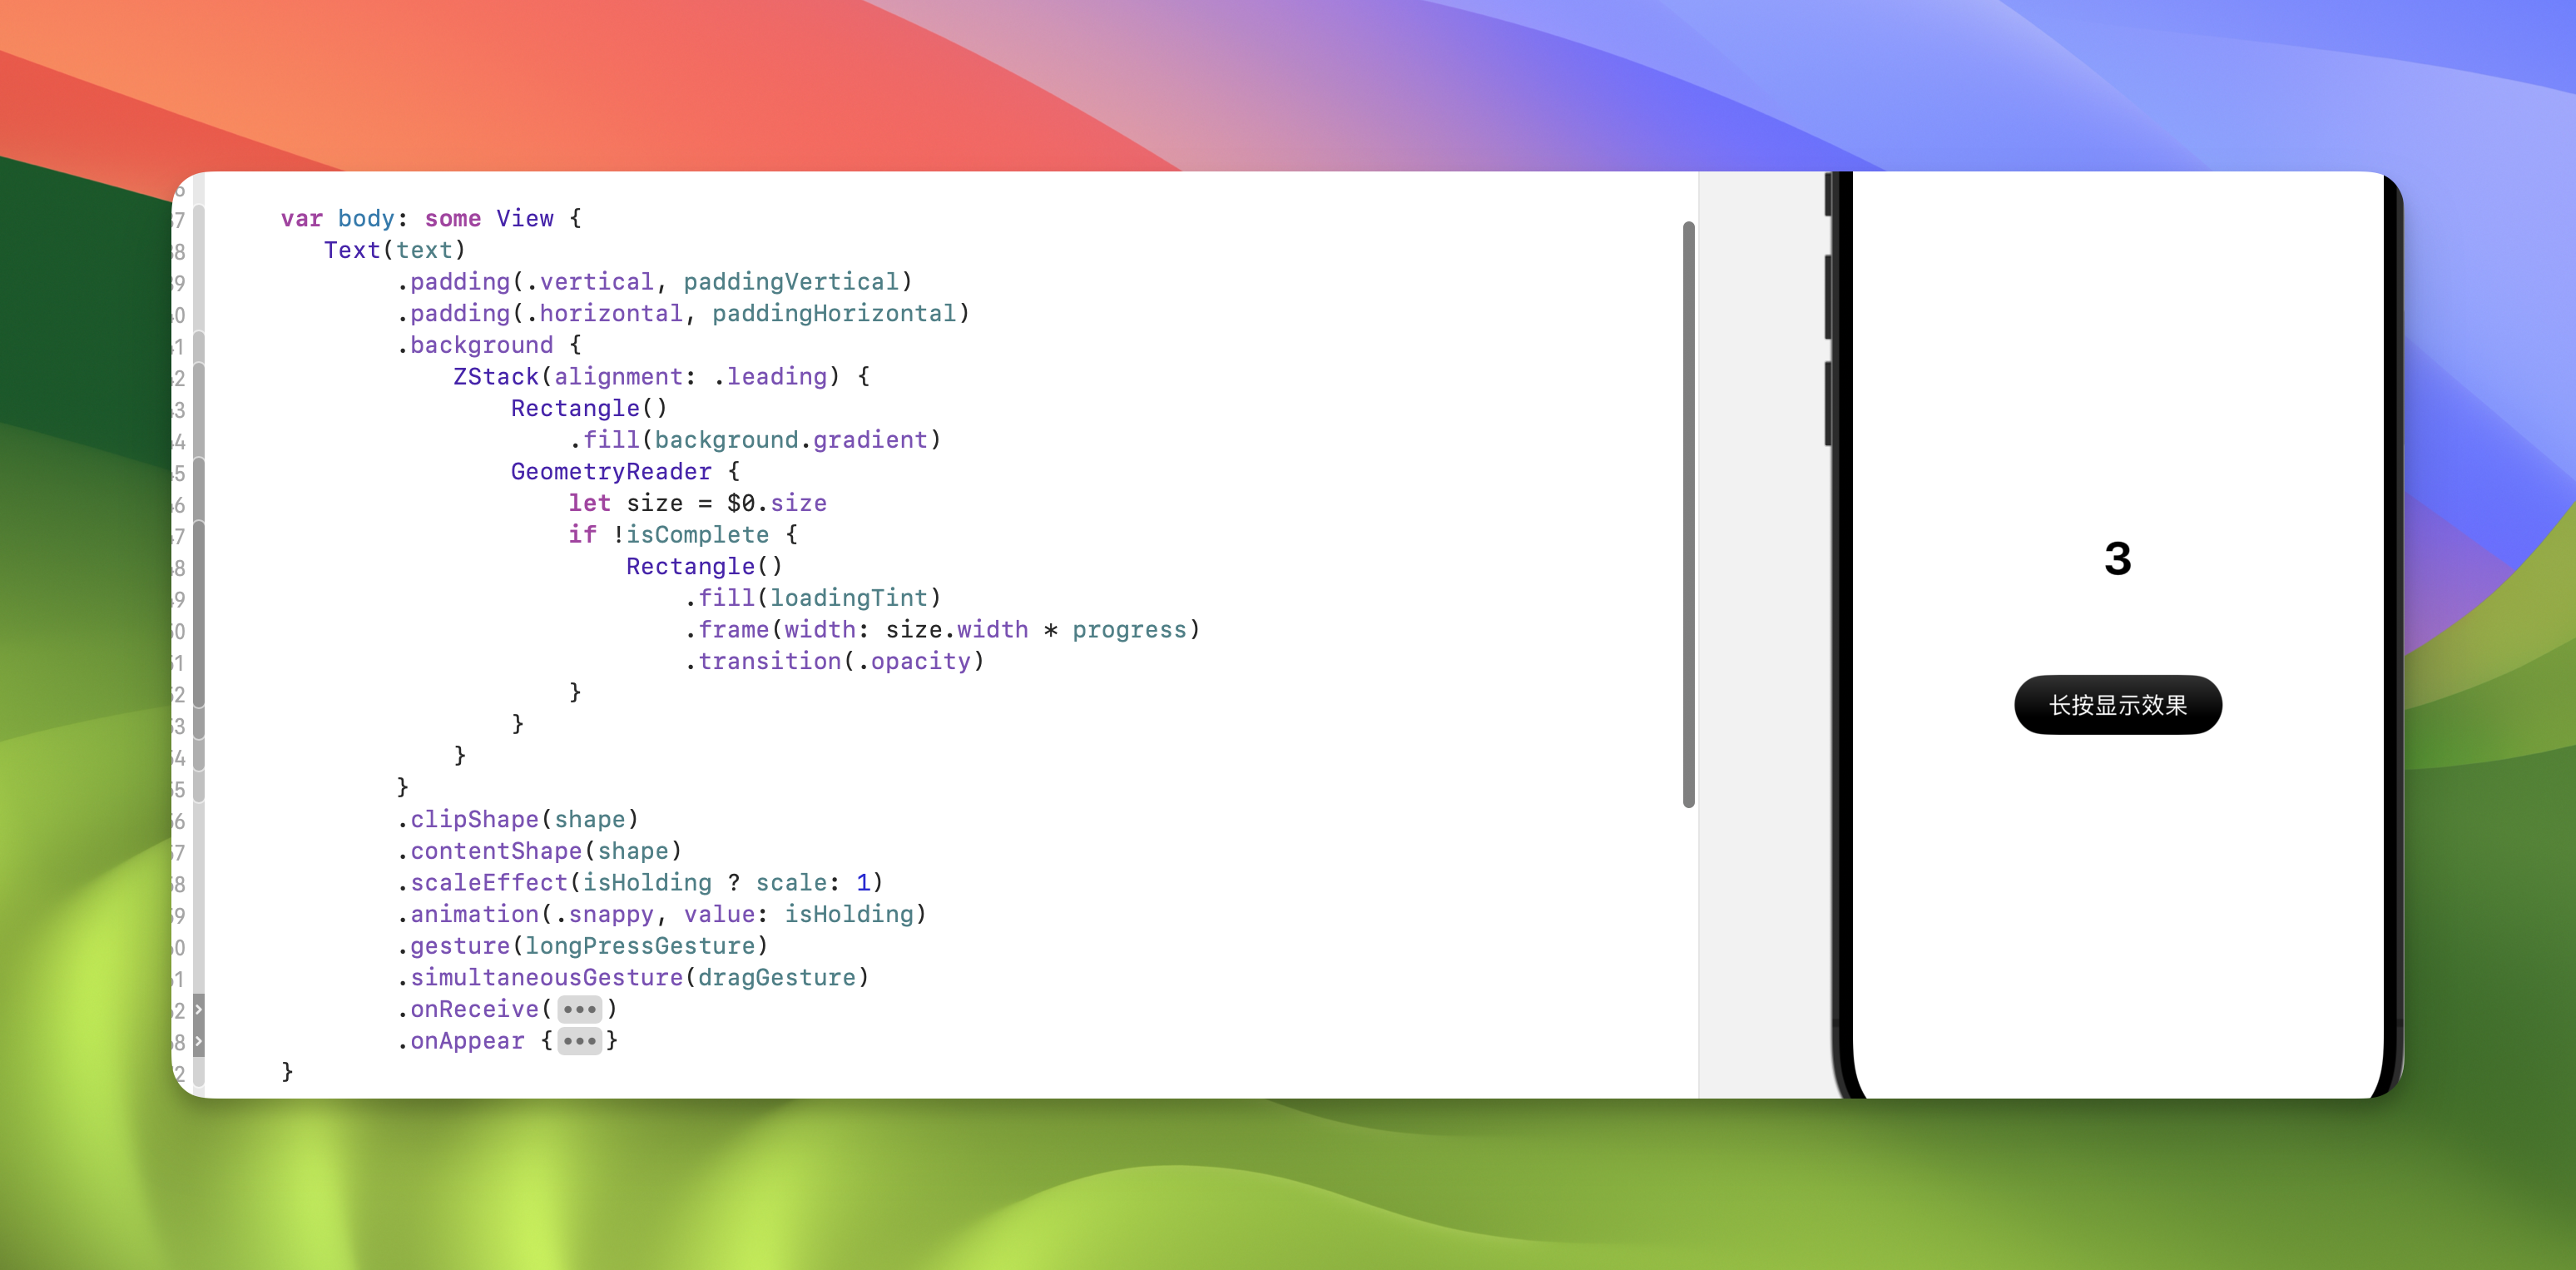 var body: some View {
Text(text)
.padding(.vertical, paddingVertical)
.padding(.horizontal, paddingHorizontal)
.background {
ZStack(alignment: .leading) {
Rectangle()
.fill(background.gradient)
GeometryReader {
let size = $0.size
if !isComplete {
Rectangle()
.fill(loadingTint)
.frame(width: size.width * progress)
.transition(.opacity)
}
}
}
}
.clipShape(shape)
.contentShape(shape)
.scaleEffect(isHolding ? scale: 1)
.animation(.snappy, value: isHolding)
.gesture(longPressGesture)
.simultaneousGesture(dragGesture)
.onReceive(•••)
.onAppear {•••}
}
3
长按显示效果